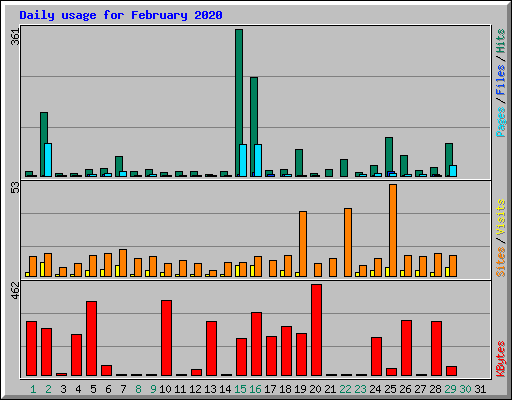 Daily usage for February 2020
361
Pages / Files / Hits
53
Sites / Visits
462
KBytes
1 2 3 4 5 6 7 8 9 10 11 12 13 14 15 16 17 18 19 20 21 22 23 24 25 26 27 28 29 30 31